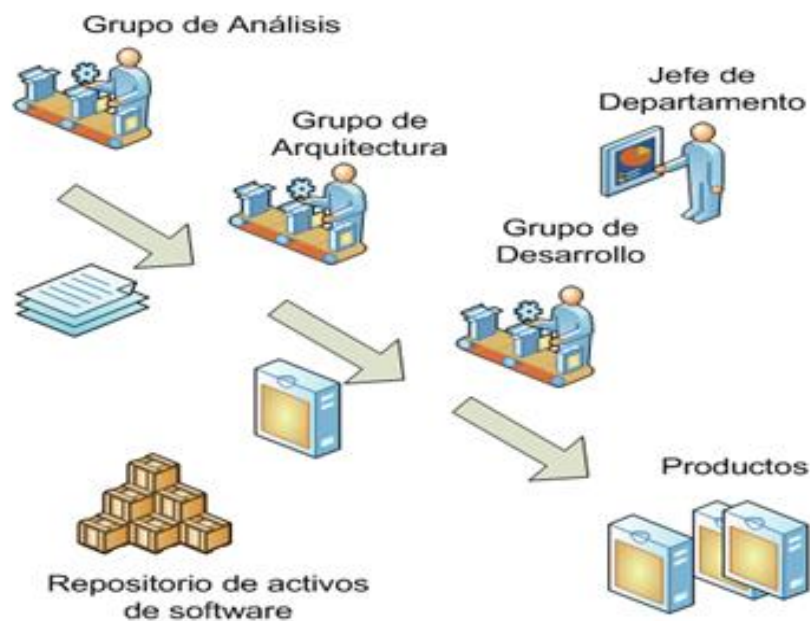 Grupo de Análisis
Jefe de
Departamento
Grupo de
Arquitectura
Grupo de
Desarrollo
Productos
Repositorio de activos
de software